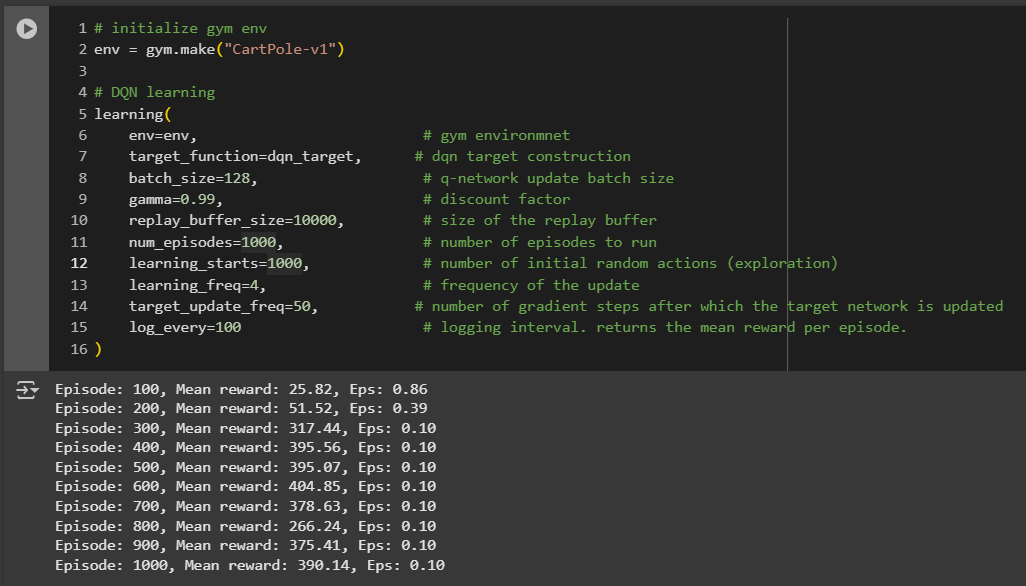 1 # initialize gym env
2 env = gym.make("CartPole-v1")
3
4 # DQN learning
5 learning(
6     env=env,                          # gym environmnet
7     target_function=dqn_target,      # dqn target construction
8     batch_size=128,                   # q-network update batch size
9     gamma=0.99,                       # discount factor
10     replay_buffer_size=10000,         # size of the replay buffer
11     num_episodes=1000,                # number of episodes to run
12     learning_starts=1000,             # number of initial random actions (exploration)
13     learning_freq=4,                  # frequency of the update
14     target_update_freq=50,           # number of gradient steps after which the target network is updated
15     log_every=100                     # logging interval. returns the mean reward per episode.
16 )
Episode: 100, Mean reward: 25.82, Eps: 0.86
Episode: 200, Mean reward: 51.52, Eps: 0.39
Episode: 300, Mean reward: 317.44, Eps: 0.10
Episode: 400, Mean reward: 395.56, Eps: 0.10
Episode: 500, Mean reward: 395.07, Eps: 0.10
Episode: 600, Mean reward: 404.85, Eps: 0.10
Episode: 700, Mean reward: 378.63, Eps: 0.10
Episode: 800, Mean reward: 266.24, Eps: 0.10
Episode: 900, Mean reward: 375.41, Eps: 0.10
Episode: 1000, Mean reward: 390.14, Eps: 0.10